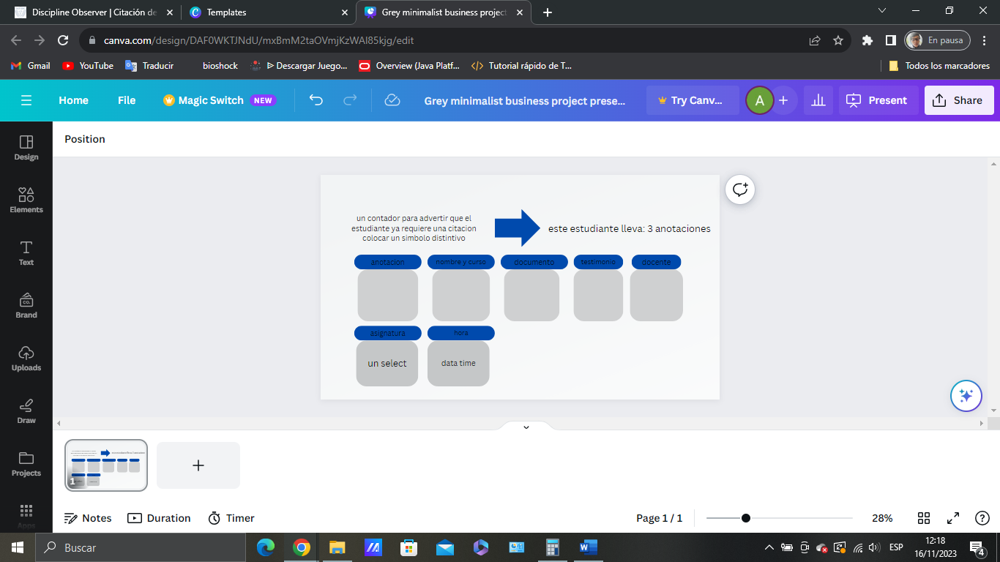 Discipline Observer | Citación de
Templates
Grey minimalist business project
canva.com/design/DAF0WKTJNdU/mxBmM2taOVmjKzWAI85kjg/edit
En pausa
Gmail
YouTube
Traducir
bioshock
Descargar Juego...
Overview (Java Platf...
Tutorial rápido de T...
Todos los marcadores
Home
File
Magic Switch
NEW
Grey minimalist business project prese...
Try Canv...
A
Present
Share
Position
Design
Elements
Text
Brand
Uploads
Draw
Projects
Apps
un contador para advertir que el
estudiante ya requiere una citacion
colocar un simbolo distintivo
este estudiante lleva: 3 anotaciones
anotacion
nombre y curso
documento
testimonio
docente
asignatura
hora
un select
data time
1
Notes
Duration
Timer
Page 1 / 1
28%
Buscar
ESP
12:18
16/11/2023
4